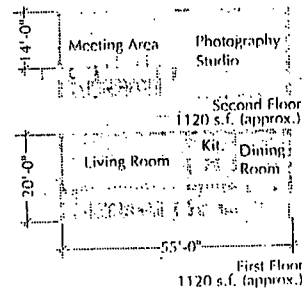 14'-0"
Meeting Area
Photography
Studio
Second Floor
1120 s.f. (approx.)
20'-0"
Living Room
Kit.
Dining
Room
55'-0"
First Floor
1120 s.f. (approx.)